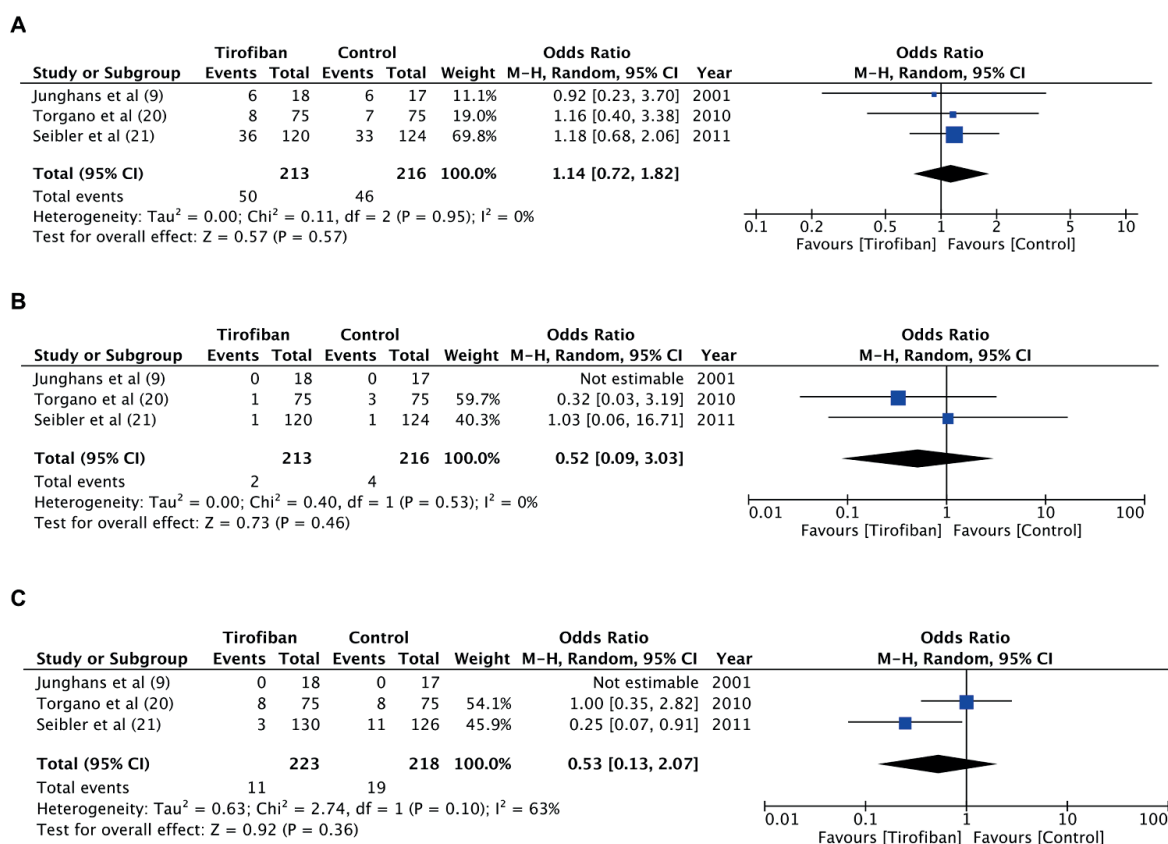 A
Tirofiban Control Odds Ratio Odds Ratio
Study or Subgroup Events Total Events Total Weight M-H, Random, 95% CI Year M-H, Random, 95% CI
Junghans et al (9) 6 18 6 17 11.1% 0.92 [0.23, 3.70] 2001
Torgano et al (20) 8 75 7 75 19.0% 1.16 [0.40, 3.38] 2010
Seibler et al (21) 36 120 33 124 69.8% 1.18 [0.68, 2.06] 2011
Total (95% CI) 213 216 100.0% 1.14 [0.72, 1.82]
Total events 50 46
Heterogeneity: Tau² = 0.00; Chi² = 0.11, df = 2 (P = 0.95); I² = 0%
Test for overall effect: Z = 0.57 (P = 0.57)
0.1 0.2 0.5 1 2 5 10
Favours [Tirofiban] Favours [Control]
B
Tirofiban Control Odds Ratio Odds Ratio
Study or Subgroup Events Total Events Total Weight M-H, Random, 95% CI Year M-H, Random, 95% CI
Junghans et al (9) 0 18 0 17 Not estimable 2001
Torgano et al (20) 1 75 3 75 59.7% 0.32 [0.03, 3.19] 2010
Seibler et al (21) 1 120 1 124 40.3% 1.03 [0.06, 16.71] 2011
Total (95% CI) 213 216 100.0% 0.52 [0.09, 3.03]
Total events 2 4
Heterogeneity: Tau² = 0.00; Chi² = 0.40, df = 1 (P = 0.53); I² = 0%
Test for overall effect: Z = 0.73 (P = 0.46)
0.01 0.1 1 10 100
Favours [Tirofiban] Favours [Control]
C
Tirofiban Control Odds Ratio Odds Ratio
Study or Subgroup Events Total Events Total Weight M-H, Random, 95% CI Year M-H, Random, 95% CI
Junghans et al (9) 0 18 0 17 Not estimable 2001
Torgano et al (20) 8 75 8 75 54.1% 1.00 [0.35, 2.82] 2010
Seibler et al (21) 3 130 11 126 45.9% 0.25 [0.07, 0.91] 2011
Total (95% CI) 223 218 100.0% 0.53 [0.13, 2.07]
Total events 11 19
Heterogeneity: Tau² = 0.63; Chi² = 2.74, df = 1 (P = 0.10); I² = 63%
Test for overall effect: Z = 0.92 (P = 0.36)
0.01 0.1 1 10 100
Favours [Tirofiban] Favours [Control]